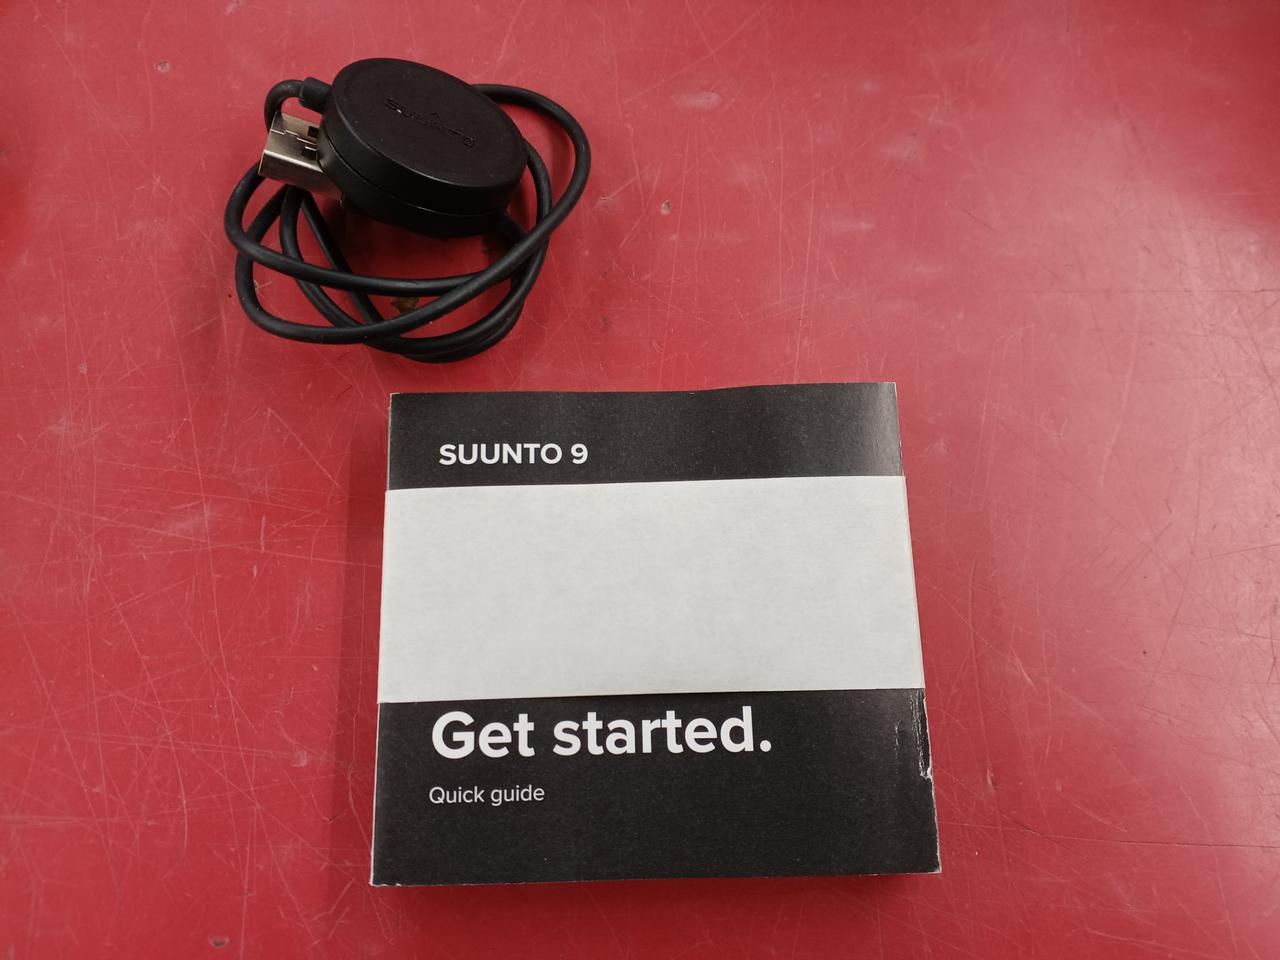 SUUNTO
SUUNTO 9
Get started.
Quick guide